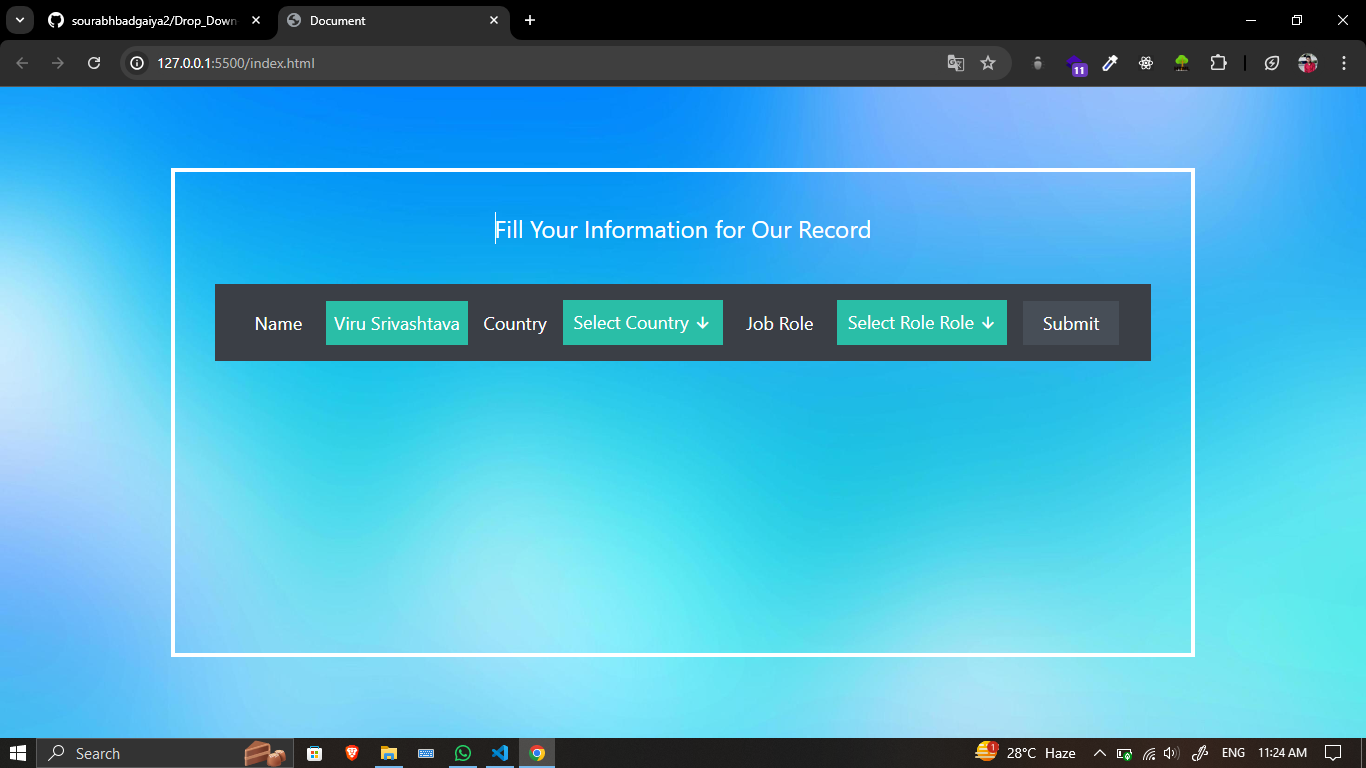 sourabhbadgaiya2/Drop_Down
Document
127.0.0.1:5500/index.html
11
Fill Your Information for Our Record
Name Viru Srivashtava Country Select Country ↓ Job Role Select Role Role ↓ Submit
Search 1 28°C Haze ENG 11:24 AM